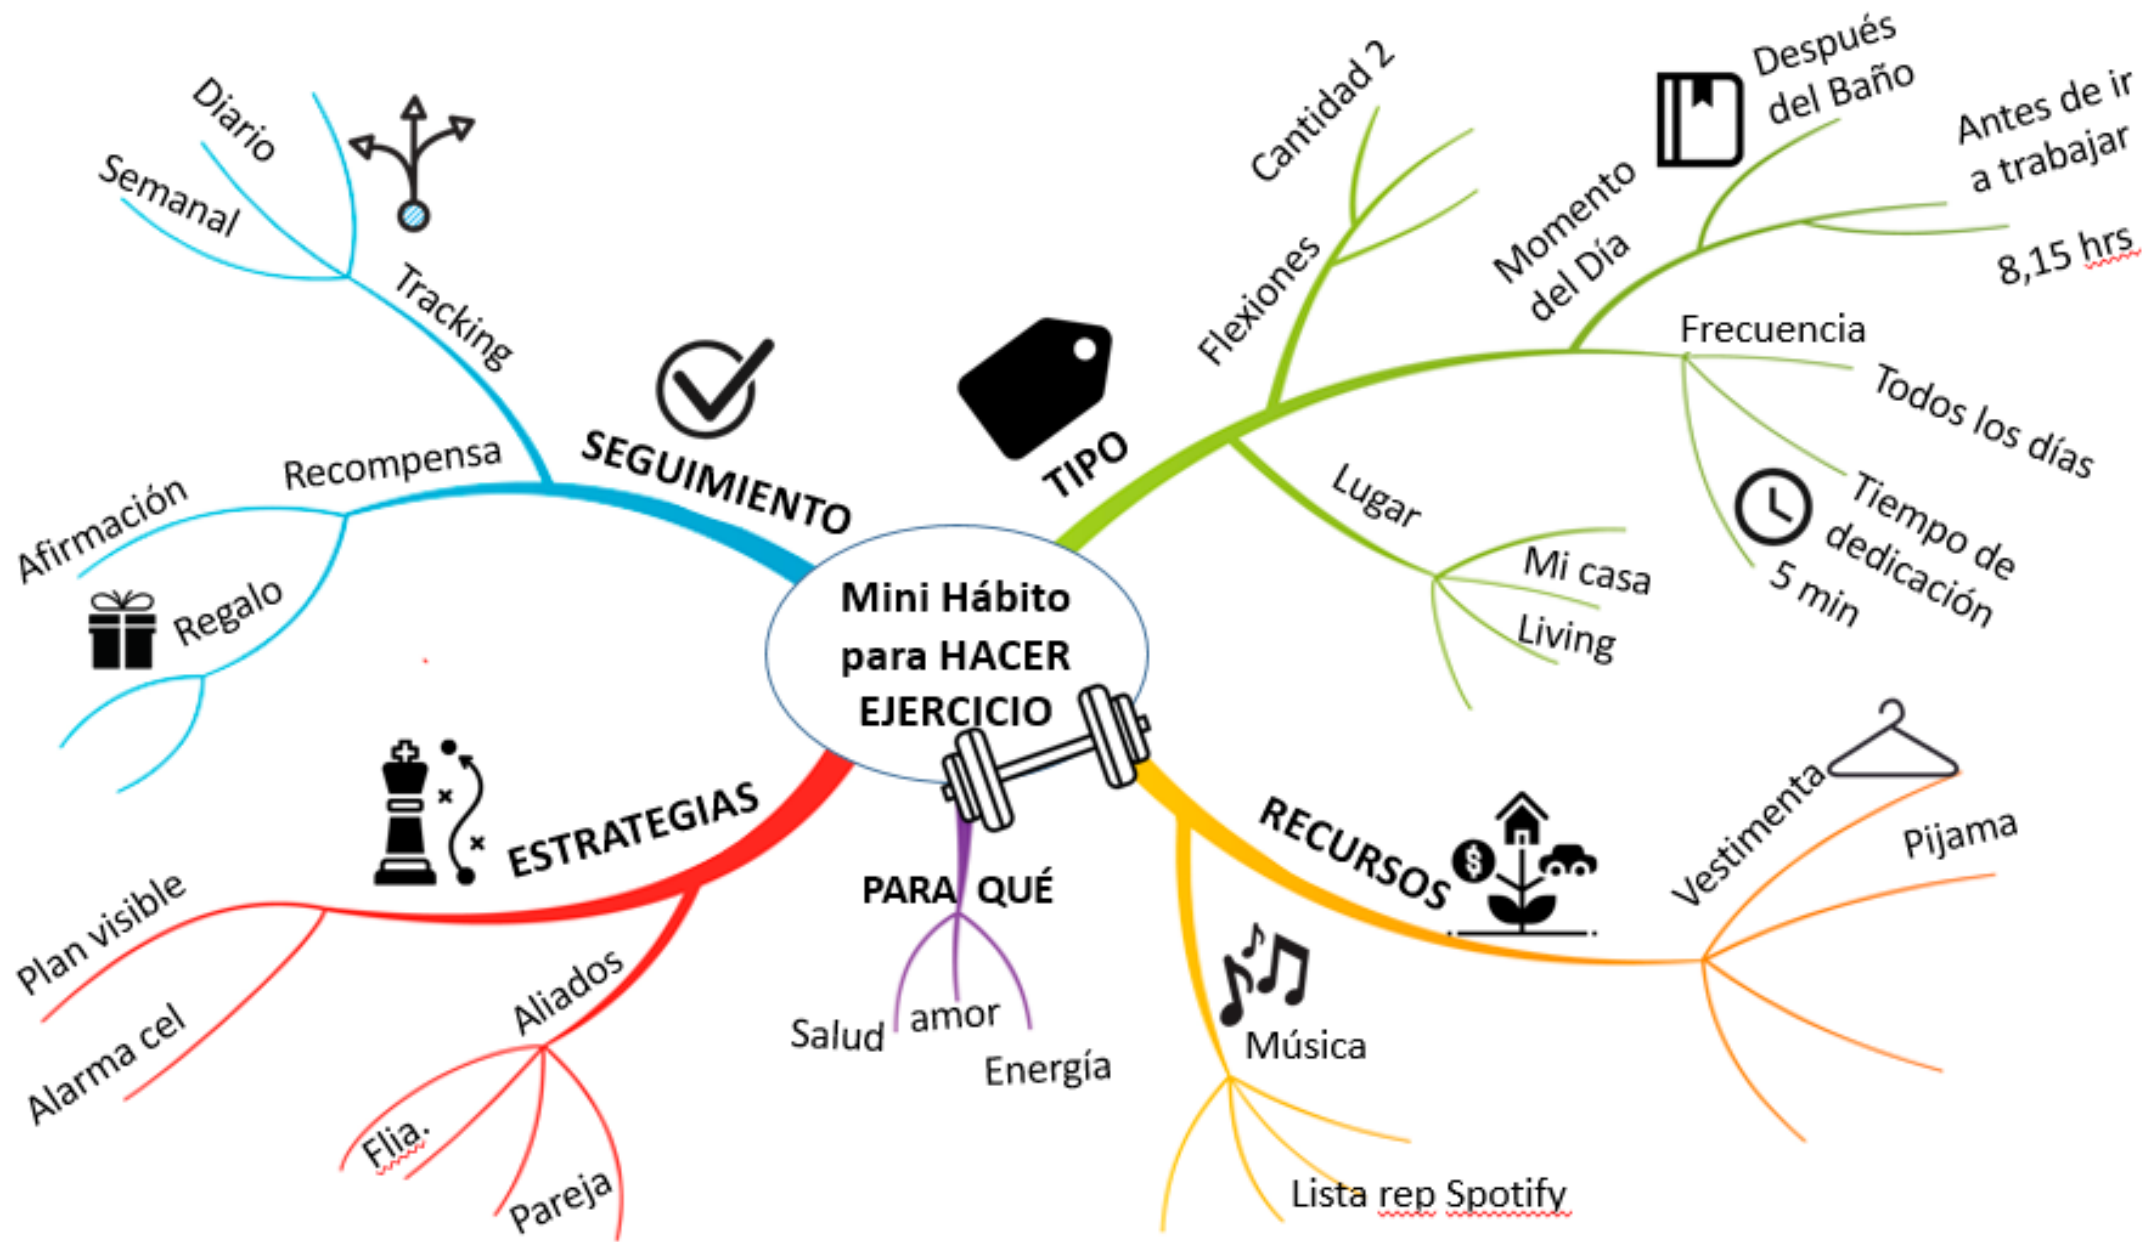 Mini Hábito
para HACER
EJERCICIO
TIPO
Flexiones
Cantidad 2
Momento
del Día
Después
del Baño
Antes de ir
a trabajar
8,15 hrs
Frecuencia
Todos los días
Tiempo de
dedicación
5 min
Lugar
Mi casa
Living
RECURSOS
$
Vestimenta
Pijama
Música
Lista rep Spotify
PARA QUÉ
Salud
amor
Energía
ESTRATEGIAS
Plan visible
Alarma cel
Aliados
Flia.
Pareja
SEGUIMIENTO
Tracking
Diario
Semanal
Recompensa
Afirmación
Regalo